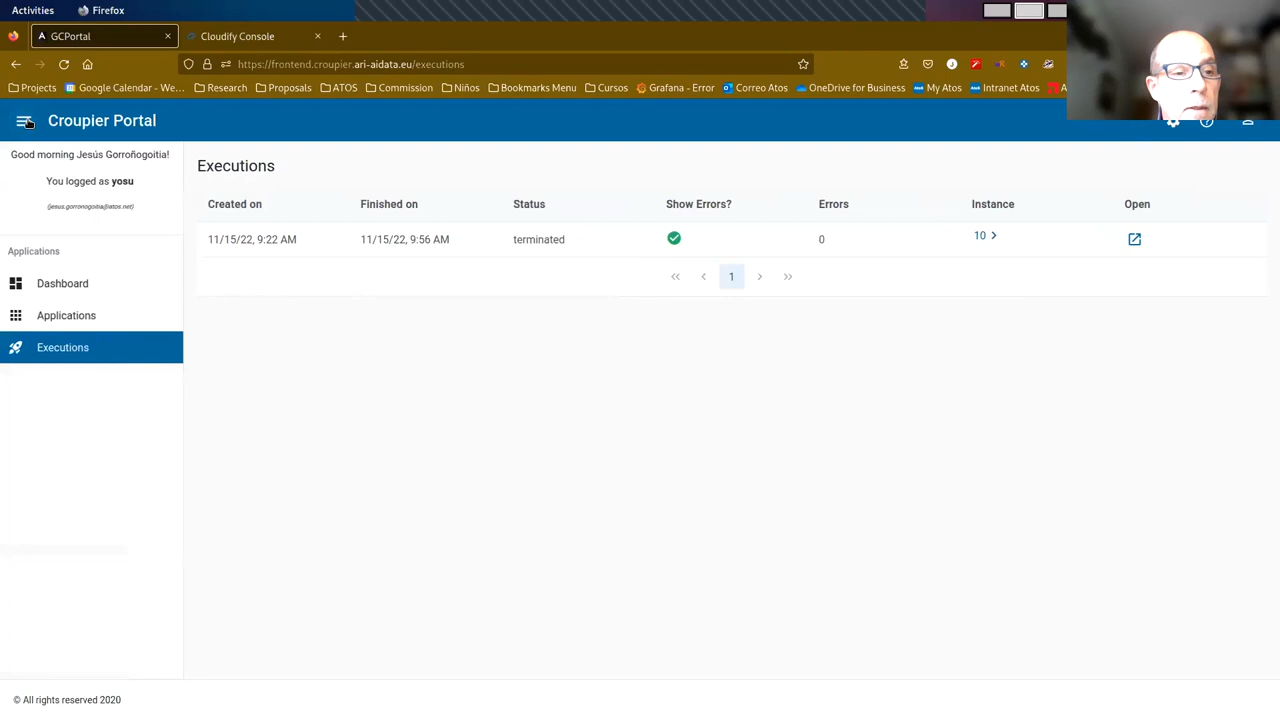 Activities Firefox
GCPortal Cloudify Console
https://frontend.croupier.ari-aidata.eu/executions
Projects Google Calendar - We... Research Proposals ATOS Commission Niños Bookmarks Menu Cursos Grafana - Error Correo Atos OneDrive for Business My Atos Intranet Atos
Croupier Portal
Good morning Jesús Gorroñogoitia!
You logged as yosu
(jesus.gorronogoitia@atos.net)
Applications
Dashboard
Applications
Executions
Executions
Created on Finished on Status Show Errors? Errors Instance Open
11/15/22, 9:22 AM 11/15/22, 9:56 AM terminated 0 10
1
© All rights reserved 2020